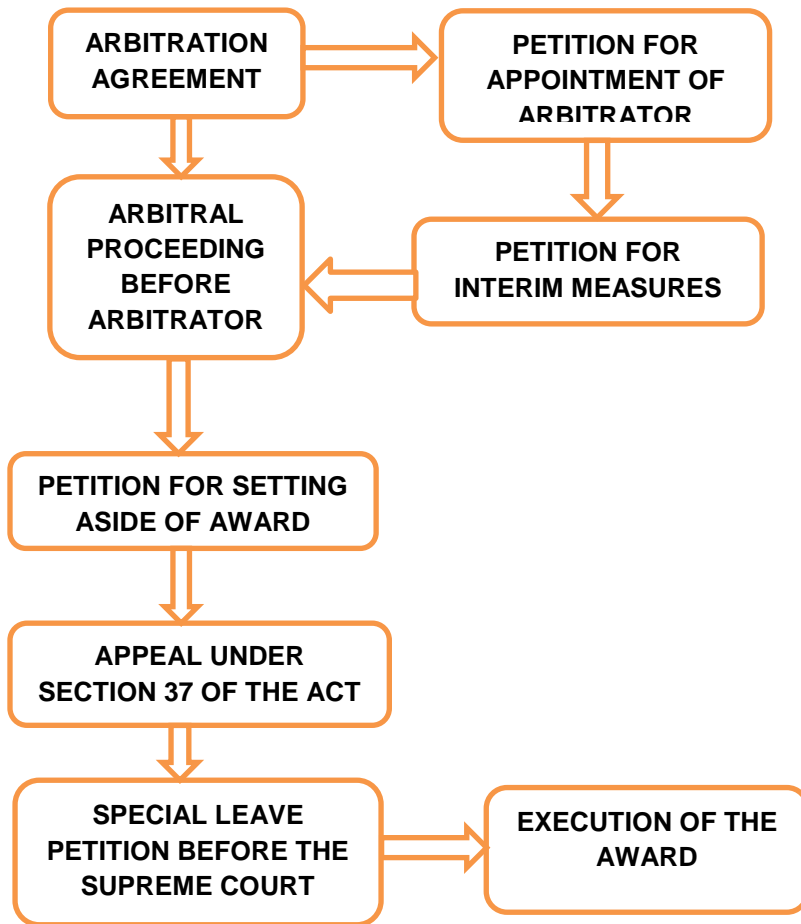 ARBITRATION
AGREEMENT
PETITION FOR
APPOINTMENT OF
ARBITRATOR
ARBITRAL
PROCEEDING
BEFORE
ARBITRATOR
PETITION FOR
INTERIM MEASURES
PETITION FOR SETTING
ASIDE OF AWARD
APPEAL UNDER
SECTION 37 OF THE ACT
SPECIAL LEAVE
PETITION BEFORE THE
SUPREME COURT
EXECUTION OF THE
AWARD